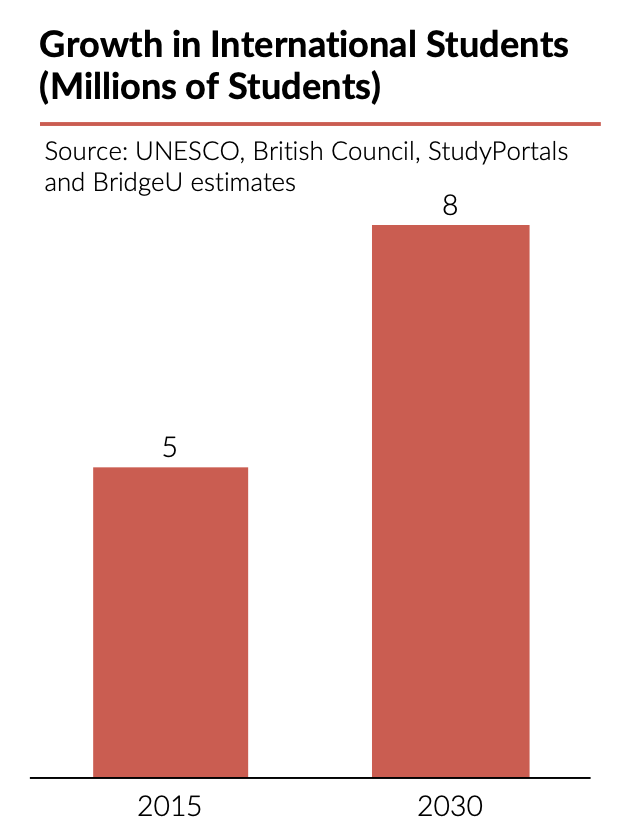 Growth in International Students
(Millions of Students)
Source: UNESCO, British Council, StudyPortals
and BridgeU estimates
8
5
2015 2030